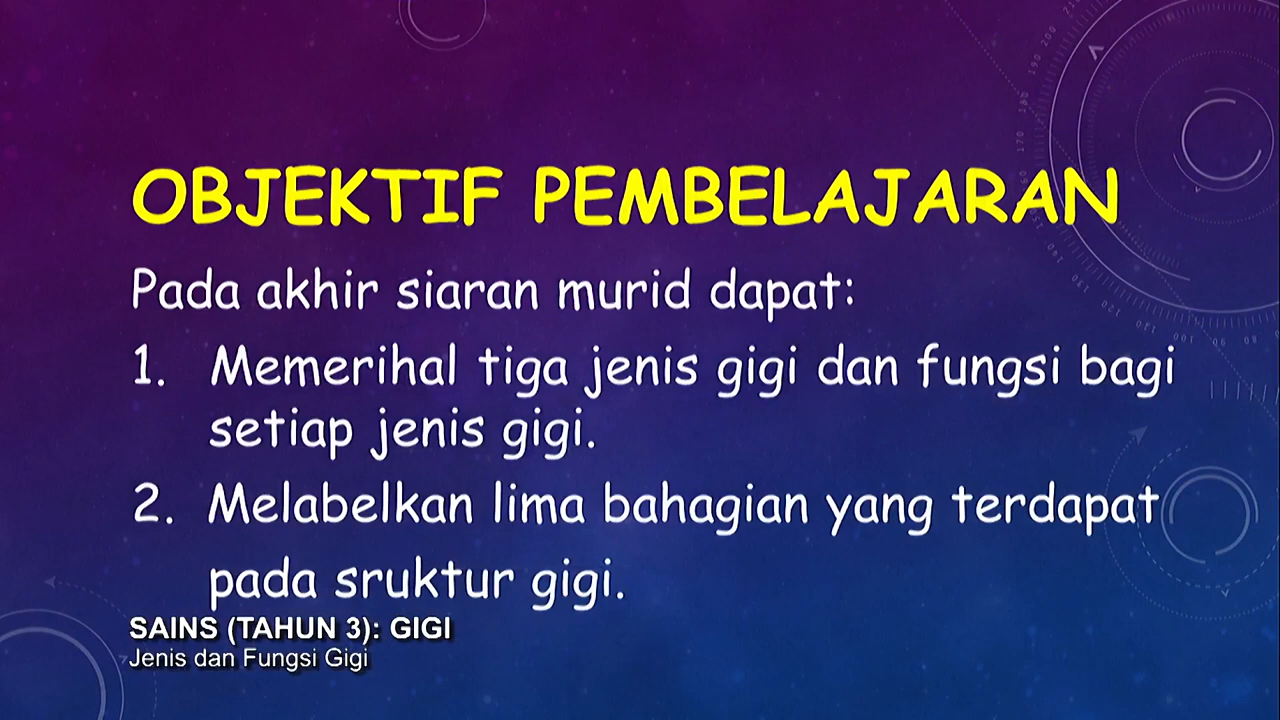 OBJEKTIF PEMBELAJARAN
Pada akhir siaran murid dapat:
1. Memerihal tiga jenis gigi dan fungsi bagi
setiap jenis gigi.
2. Melabelkan lima bahagian yang terdapat
pada sruktur gigi.
SAINS (TAHUN 3): GIGI
Jenis dan Fungsi Gigi